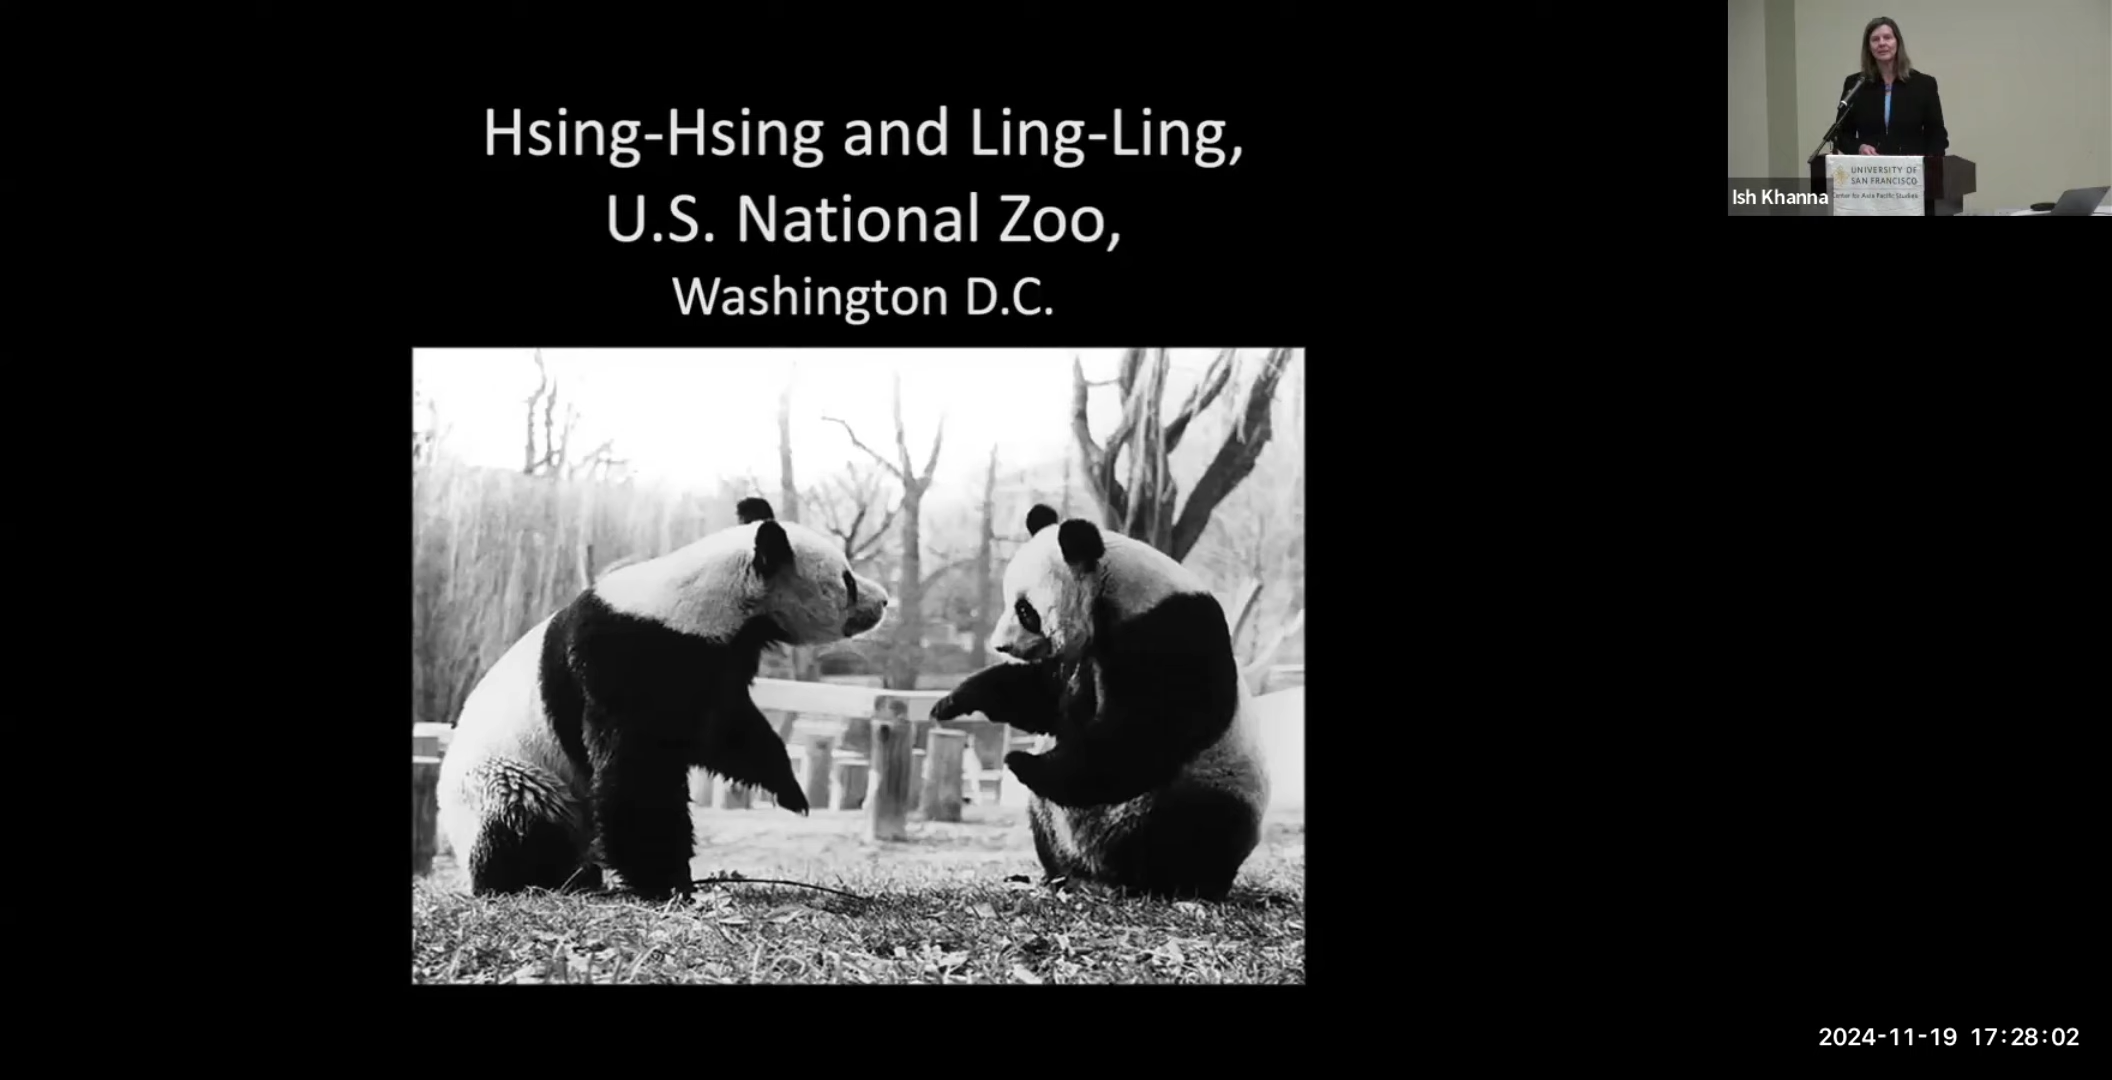 Hsing-Hsing and Ling-Ling,
U.S. National Zoo,
Washington D.C.
Ish Khanna
UNIVERSITY OF
SAN FRANCISCO
Center for Asia Pacific Studies
2024-11-19 17:28:02